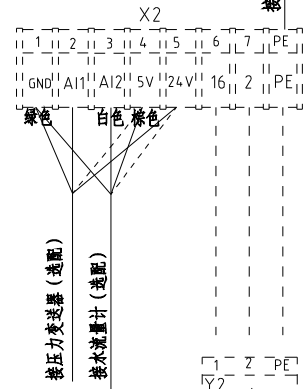 X2
1 2 3 4 5 6 7 PE
GND AI1 AI2 5V 24V 16 2 PE
绿色 白色 棕色
接压力变送器（选配）
接水流量计（选配）
1 2 PE
Y2